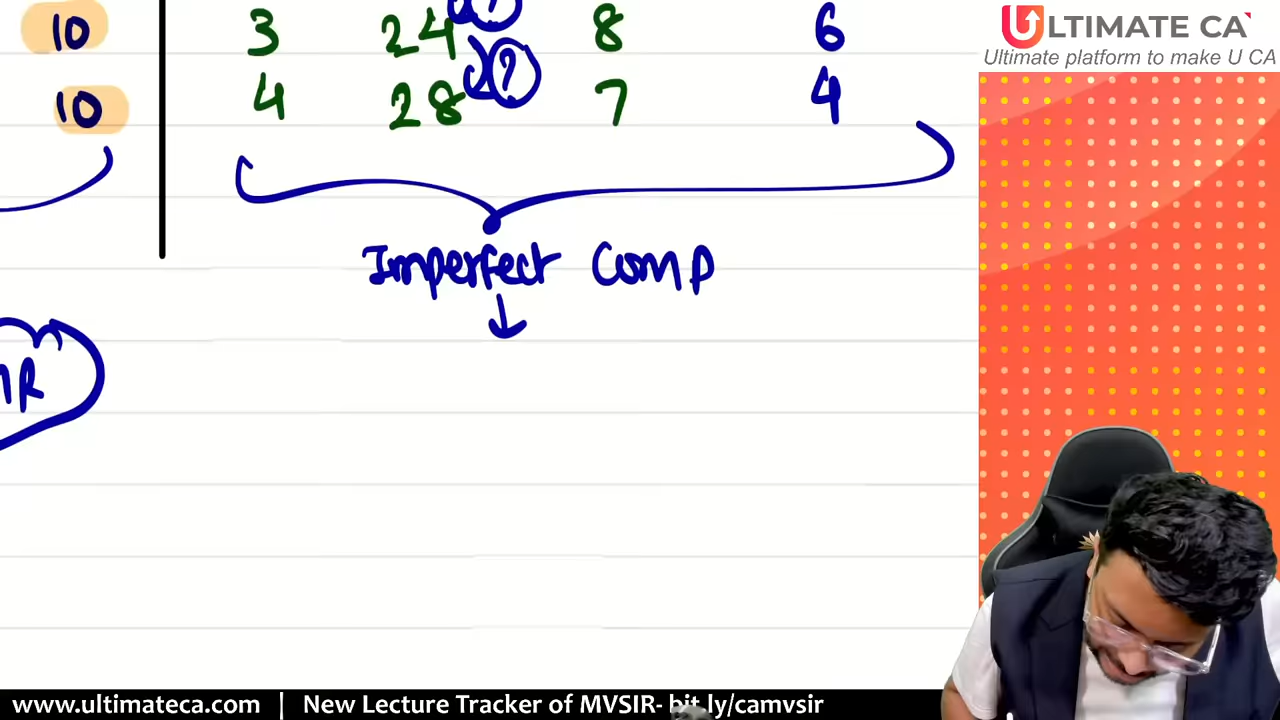 10 3 24 ? 8 6
10 4 28 ? 7 4
Imperfect Comp
↓
ULTIMATE CA
Ultimate platform to make U CA
www.ultimateca.com | New Lecture Tracker of MVSIR- bit.ly/camvsir